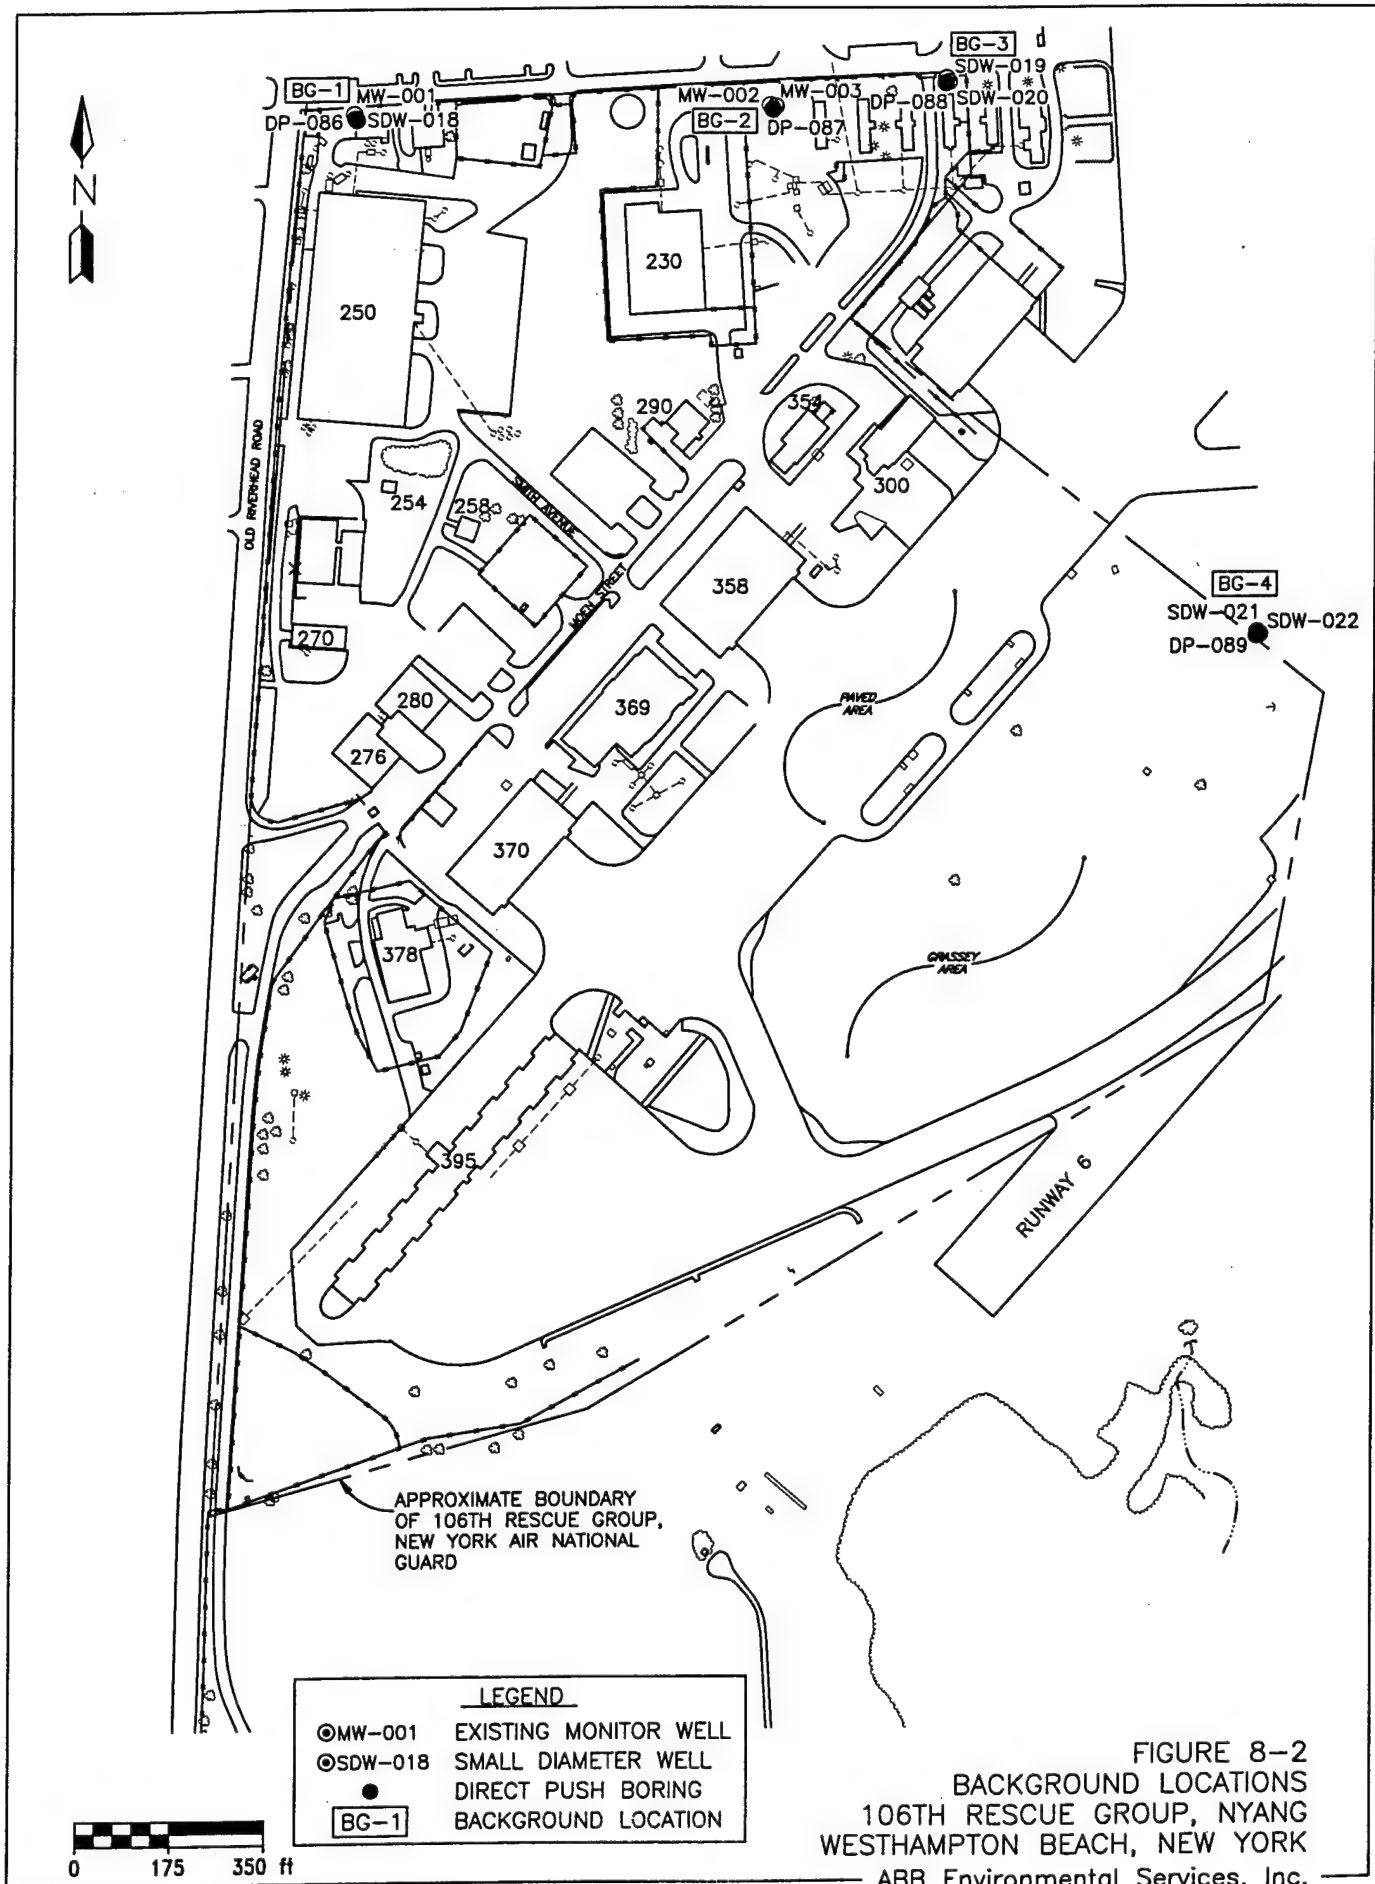 BG-3
SDW-019
BG-1
MW-001
MW-002
MW-003
DP-088
SDW-020
DP-086
SDW-018
BG-2
DP-087
N
230
250
OLD RIVERHEAD ROAD
290
354
254
258
SMITH AVENUE
300
MOEN STREET
358
BG-4
SDW-021
SDW-022
DP-089
270
280
369
PAVED
AREA
276
370
378
GRASSEY
AREA
395
RUNWAY 6
APPROXIMATE BOUNDARY
OF 106TH RESCUE GROUP,
NEW YORK AIR NATIONAL
GUARD
LEGEND
MW-001 EXISTING MONITOR WELL
SDW-018 SMALL DIAMETER WELL
DIRECT PUSH BORING
BG-1 BACKGROUND LOCATION
0 175 350 ft
FIGURE 8-2
BACKGROUND LOCATIONS
106TH RESCUE GROUP, NYANG
WESTHAMPTON BEACH, NEW YORK
ABB Environmental Services, Inc.